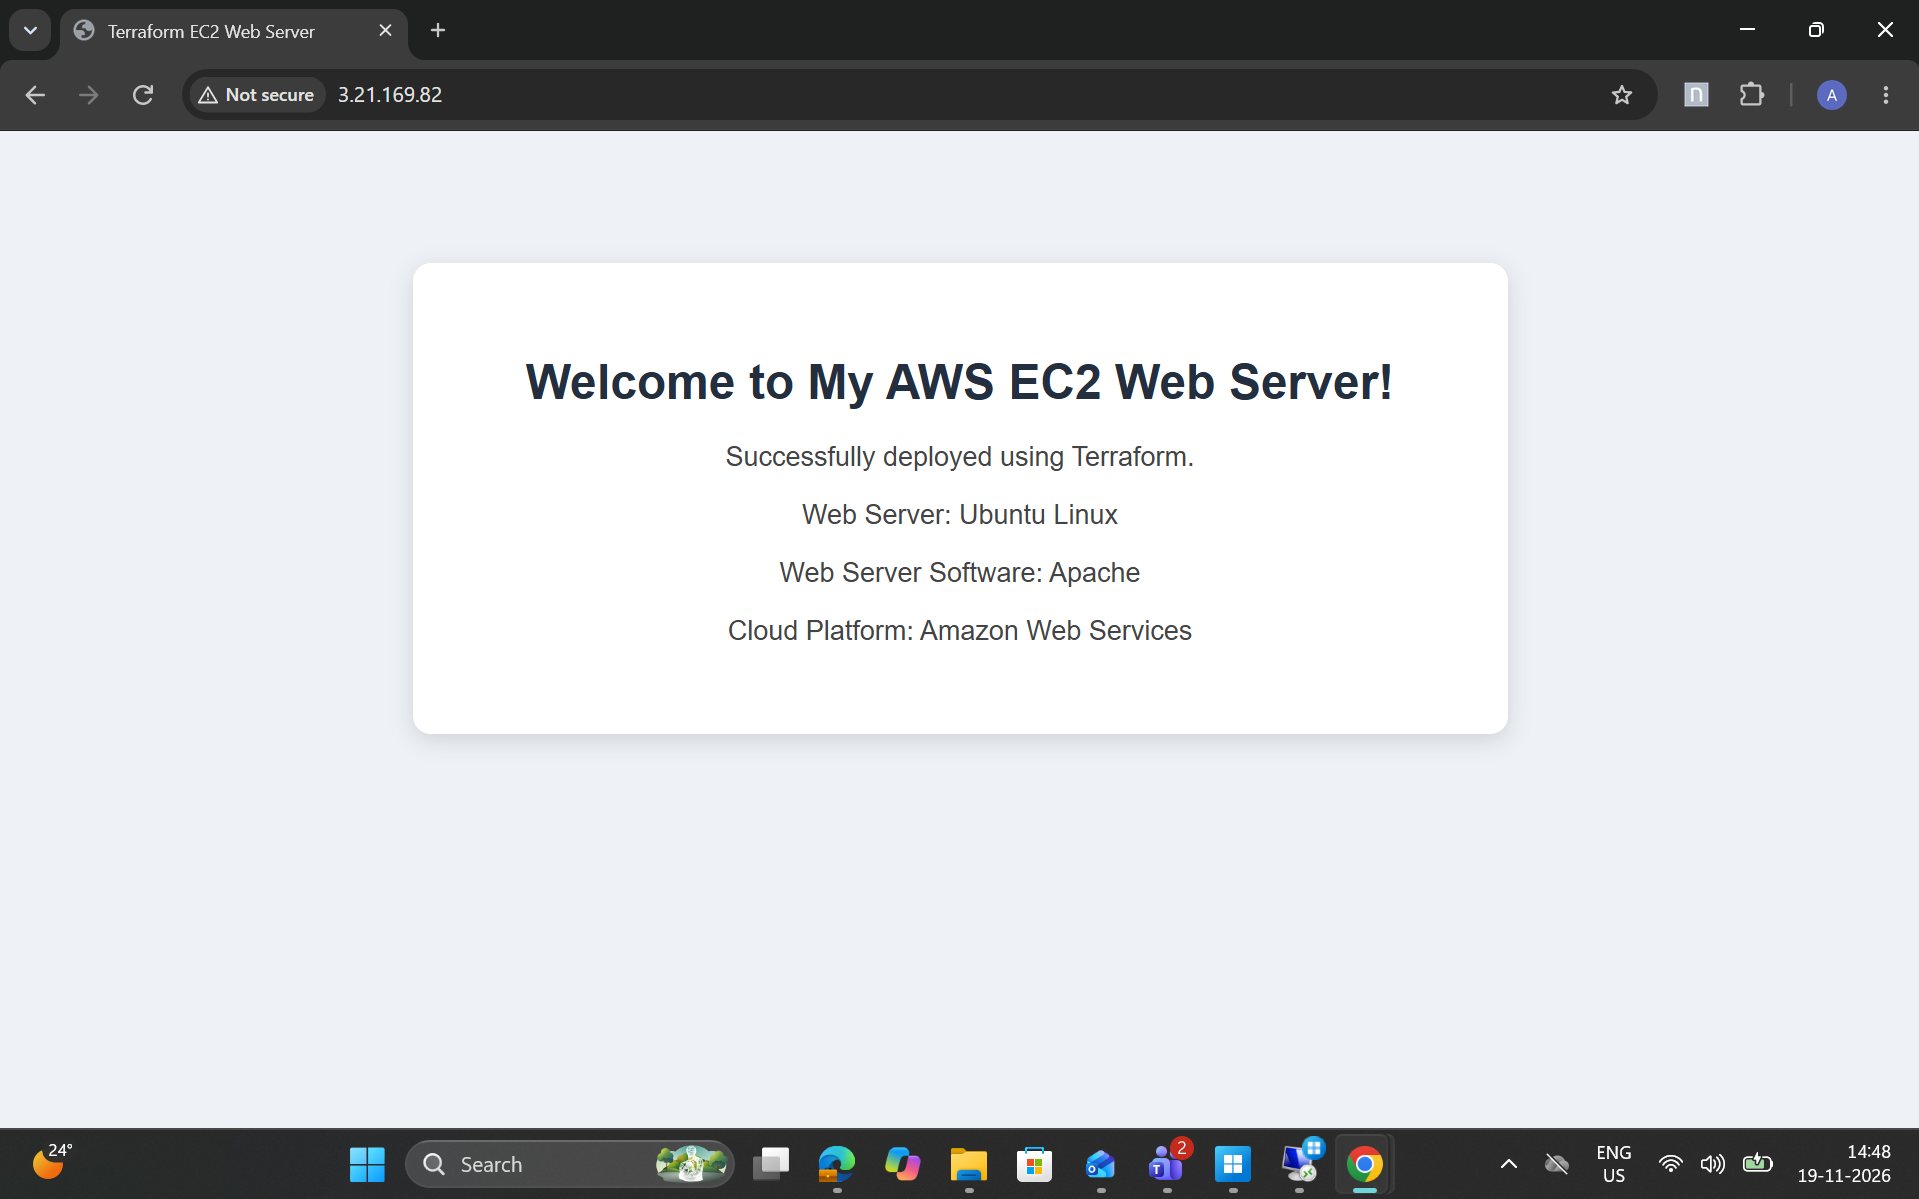 Terraform EC2 Web Server
Not secure
3.21.169.82
n
A
Welcome to My AWS EC2 Web Server!
Successfully deployed using Terraform.
Web Server: Ubuntu Linux
Web Server Software: Apache
Cloud Platform: Amazon Web Services
24°
Search
2
ENG
US
14:48
19-11-2026